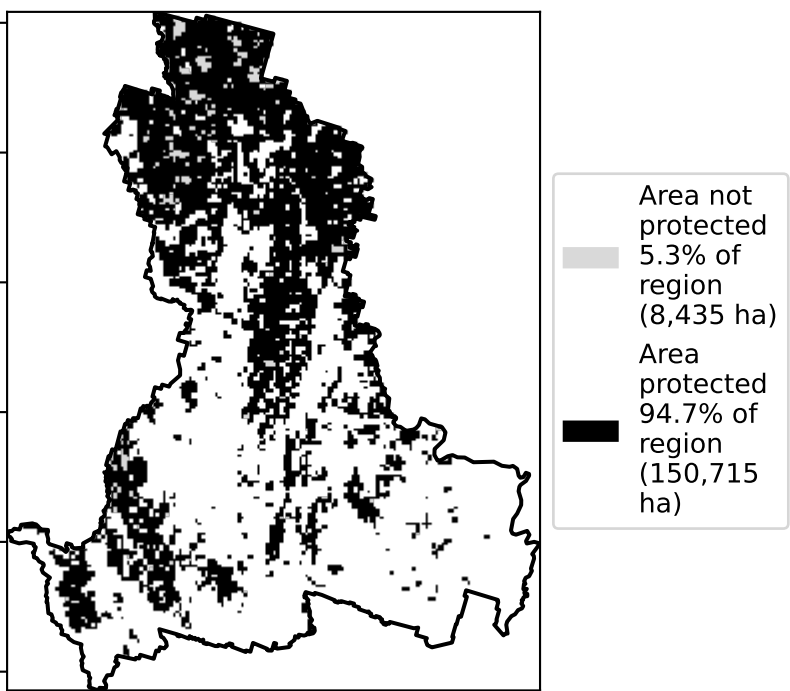 Area not
protected
5.3% of
region
(8,435 ha)
Area
protected
94.7% of
region
(150,715
ha)